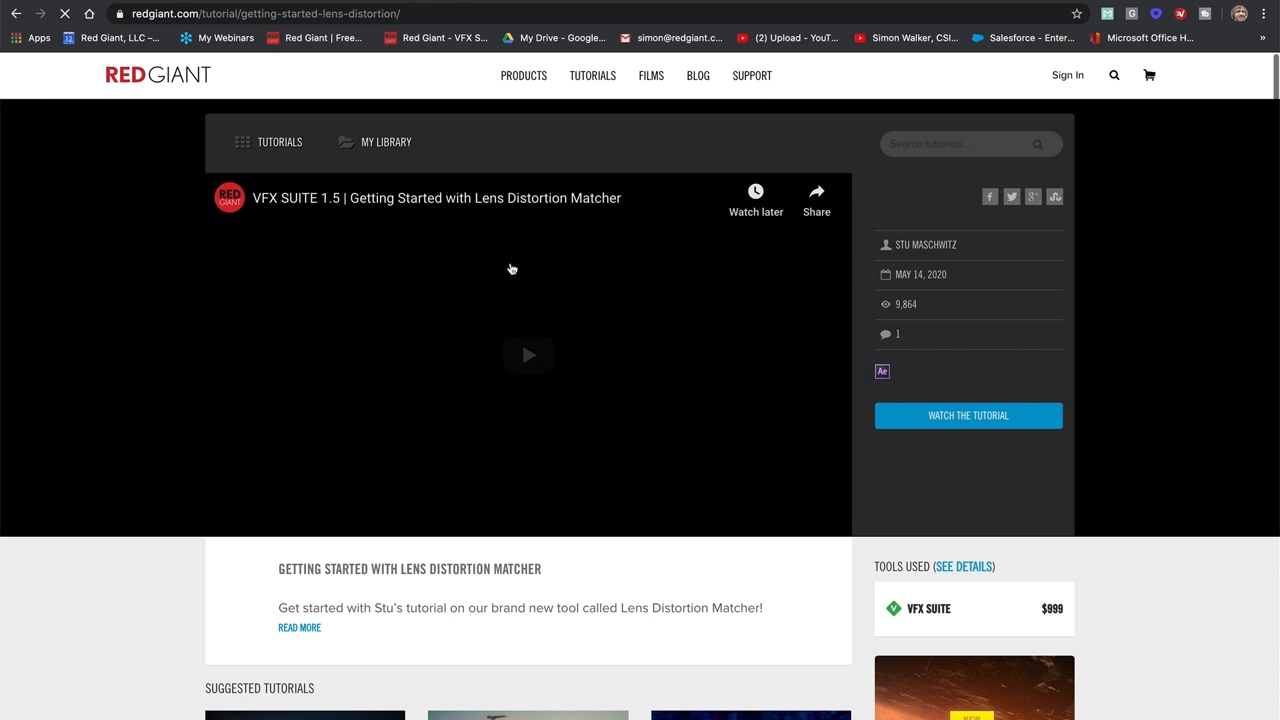 redgiant.com/tutorial/getting-started-lens-distortion/
Apps
Red Giant, LLC –...
My Webinars
Red Giant | Free...
Red Giant - VFX S...
My Drive - Google...
simon@redgiant.c...
(2) Upload - YouT...
Simon Walker, CSI...
Salesforce - Enter...
Microsoft Office H...
»
REDGIANT
PRODUCTS
TUTORIALS
FILMS
BLOG
SUPPORT
Sign In
TUTORIALS
MY LIBRARY
Search tutorials...
RED GIANT
VFX SUITE 1.5 | Getting Started with Lens Distortion Matcher
Watch later
Share
STU MASCHWITZ
MAY 14, 2020
9,864
1
Ae
WATCH THE TUTORIAL
GETTING STARTED WITH LENS DISTORTION MATCHER
Get started with Stu's tutorial on our brand new tool called Lens Distortion Matcher!
READ MORE
TOOLS USED (SEE DETAILS)
V VFX SUITE $999
SUGGESTED TUTORIALS
NEW